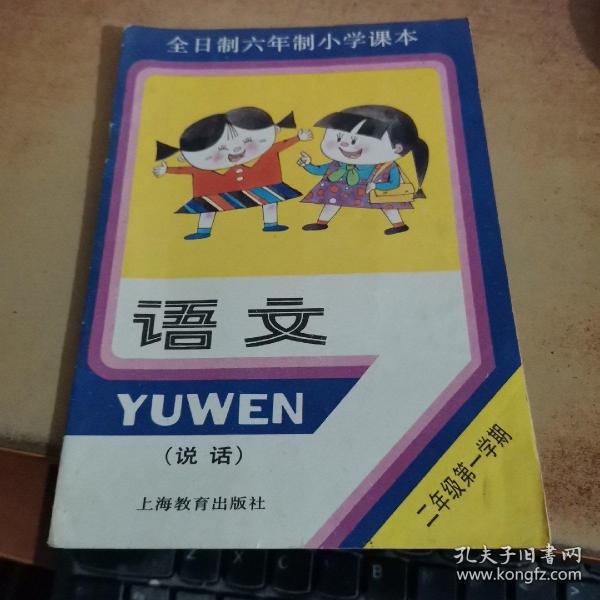 全日制六年制小学课本
语文
YUWEN
（说话）
二年级第一学期
上海教育出版社
孔夫子旧书网
www.kongfz.com